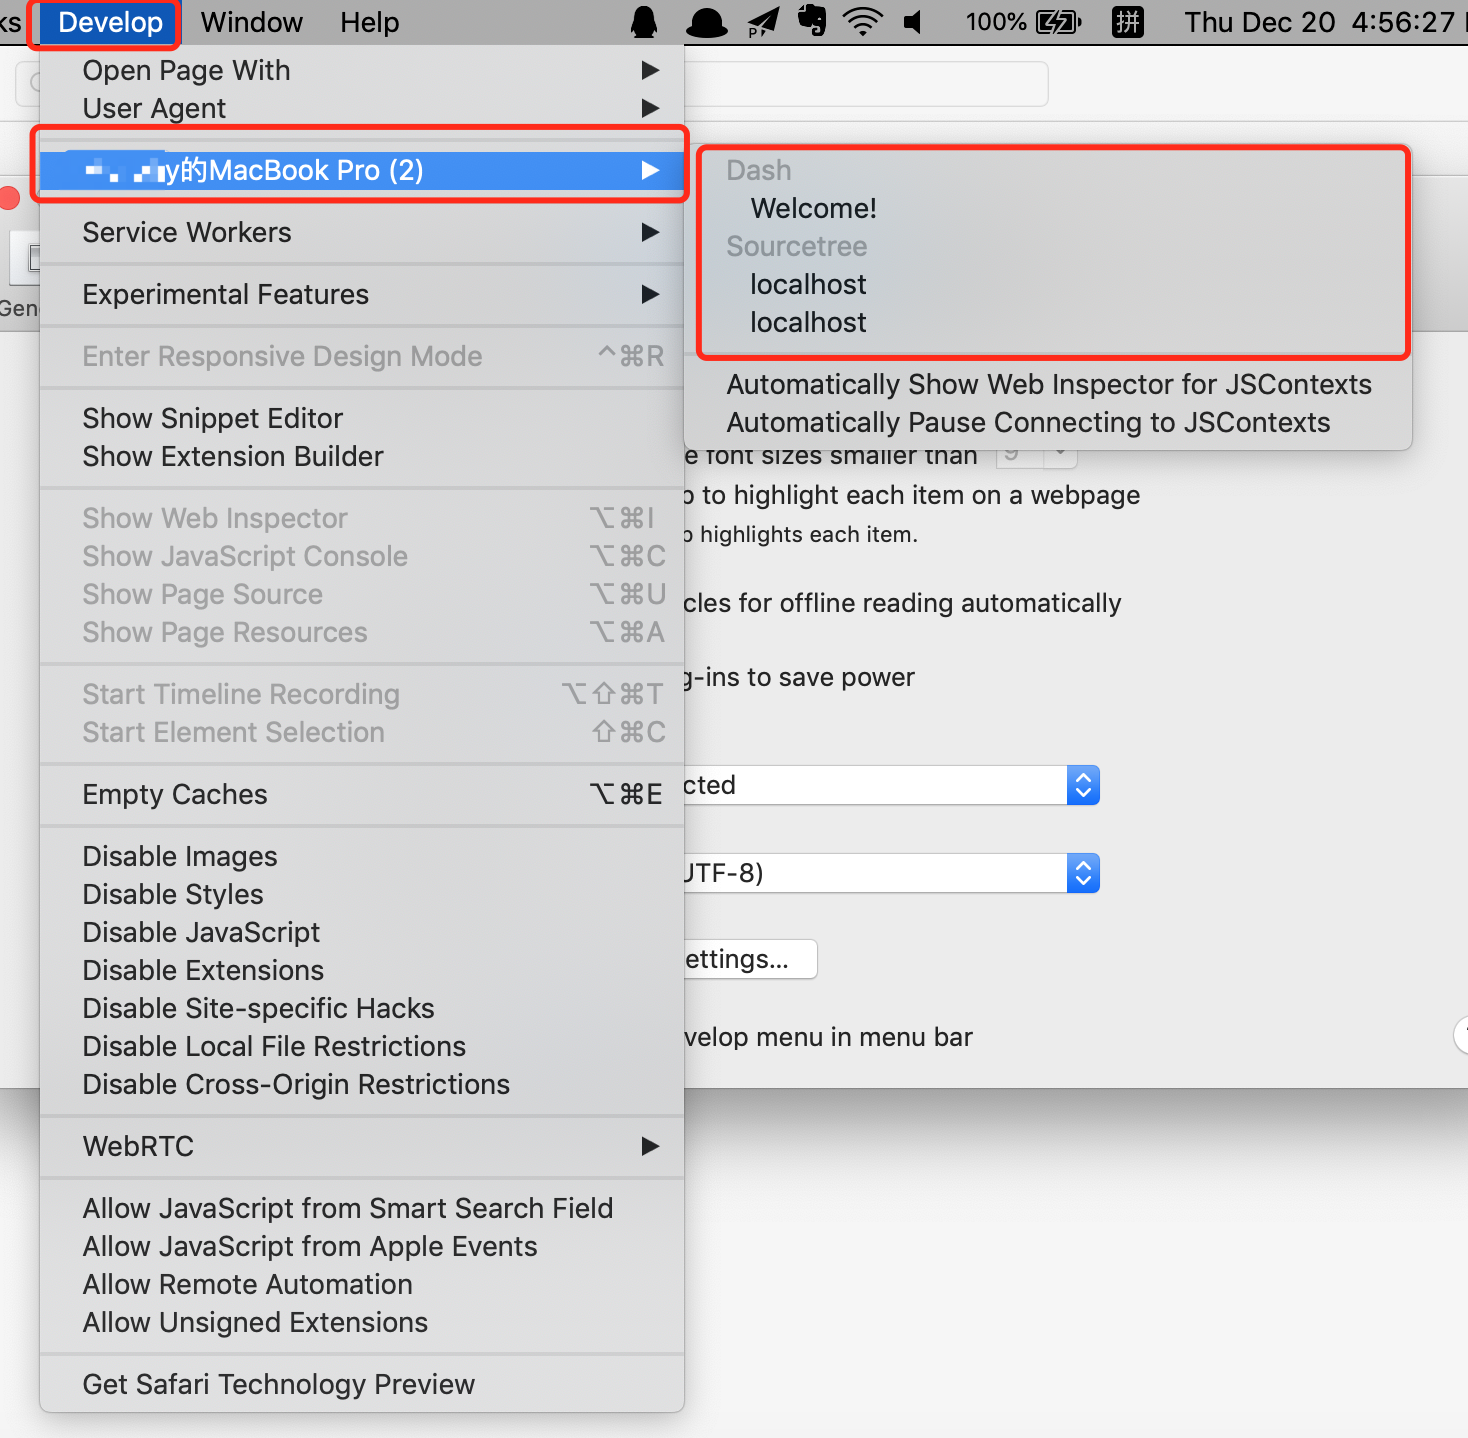 ks Develop Window Help P 100% 拼 Thu Dec 20 4:56:27
Open Page With
User Agent
y的MacBook Pro (2)
Service Workers
Experimental Features
Enter Responsive Design Mode ^⌘R
Show Snippet Editor
Show Extension Builder
Show Web Inspector ⌥⌘I
Show JavaScript Console ⌥⌘C
Show Page Source ⌥⌘U
Show Page Resources ⌥⌘A
Start Timeline Recording ⌥⇧⌘T
Start Element Selection ⇧⌘C
Empty Caches ⌥⌘E
Disable Images
Disable Styles
Disable JavaScript
Disable Extensions
Disable Site-specific Hacks
Disable Local File Restrictions
Disable Cross-Origin Restrictions
WebRTC
Allow JavaScript from Smart Search Field
Allow JavaScript from Apple Events
Allow Remote Automation
Allow Unsigned Extensions
Get Safari Technology Preview
Dash
Welcome!
Sourcetree
localhost
localhost
Automatically Show Web Inspector for JSContexts
Automatically Pause Connecting to JSContexts
Gen
e font sizes smaller than 9
to highlight each item on a webpage
highlights each item.
cles for offline reading automatically
g-ins to save power
cted
UTF-8)
ettings...
velop menu in menu bar